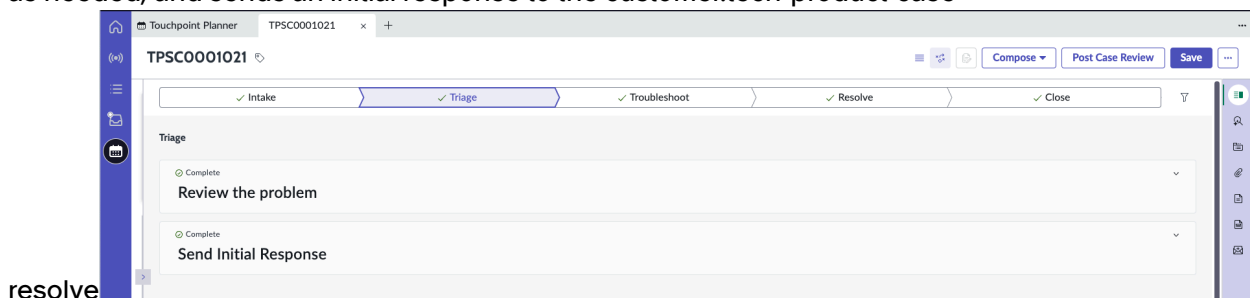 as needed, and sends an initial response to the customer.tech product case
Touchpoint Planner TPSC0001021 × +
TPSC0001021 Compose Post Case Review Save
Intake Triage Troubleshoot Resolve Close
Triage
Complete
Review the problem
Complete
Send Initial Response
resolve